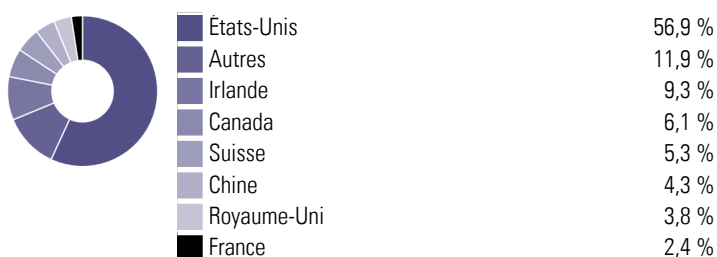 États-Unis 56,9 %
Autres 11,9 %
Irlande 9,3 %
Canada 6,1 %
Suisse 5,3 %
Chine 4,3 %
Royaume-Uni 3,8 %
France 2,4 %